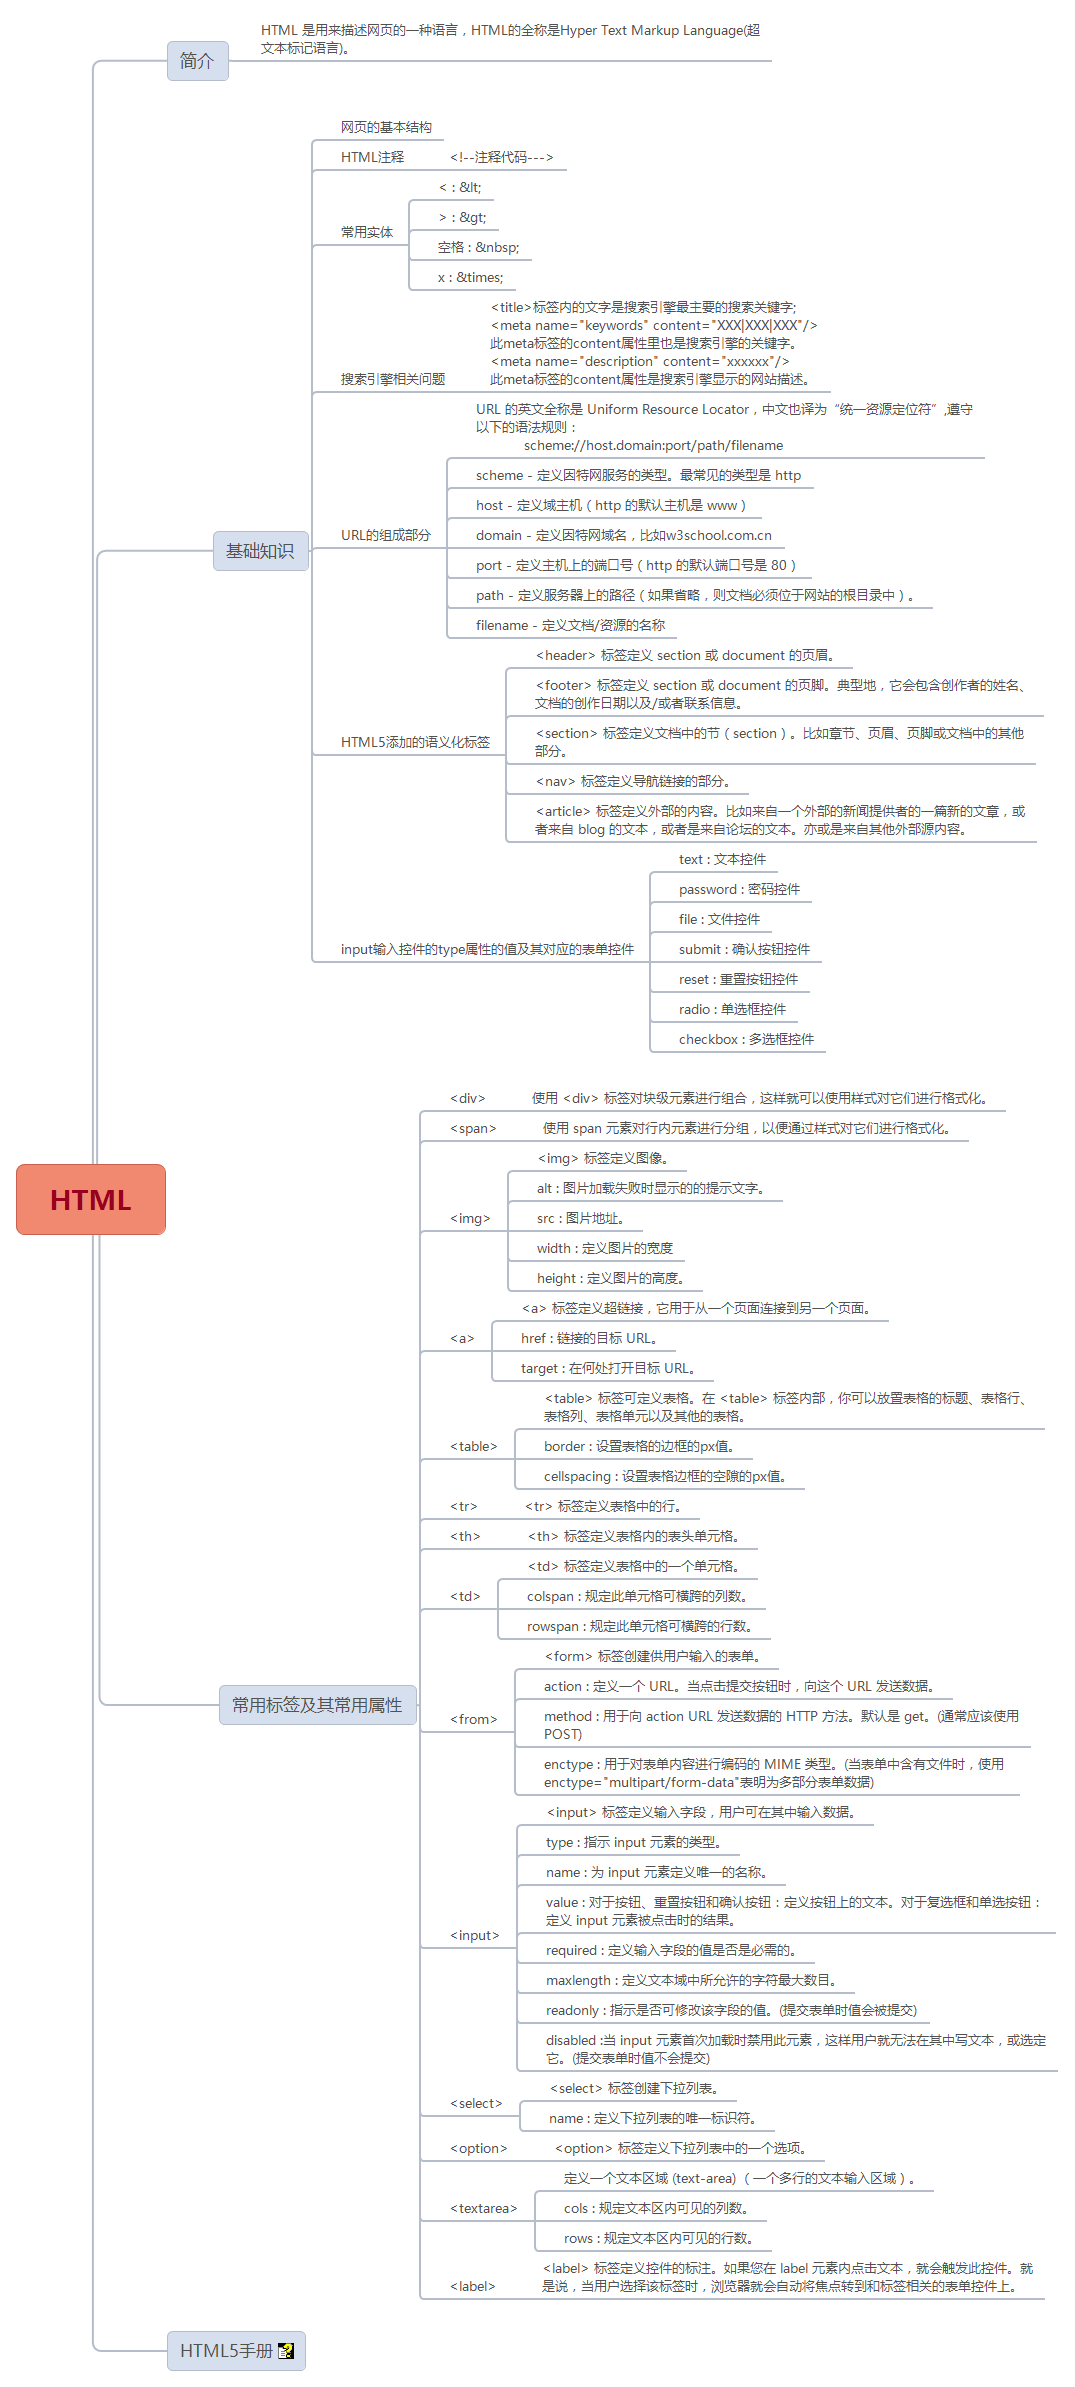 HTML 是用来描述网页的一种语言，HTML的全称是Hyper Text Markup Language(超
文本标记语言)。
简介
网页的基本结构
HTML注释
<!--注释代码--->
常用实体
< : &lt;
> : &gt;
空格 : &nbsp;
x : &times;
搜索引擎相关问题
<title>标签内的文字是搜索引擎最主要的搜索关键字;
<meta name="keywords" content="XXX|XXX|XXX"/>
此meta标签的content属性里也是搜索引擎的关键字。
<meta name="description" content="xxxxxx"/>
此meta标签的content属性是搜索引擎显示的网站描述。
基础知识
URL的组成部分
URL 的英文全称是 Uniform Resource Locator，中文也译为“统一资源定位符”,遵守
以下的语法规则：
scheme://host.domain:port/path/filename
scheme - 定义因特网服务的类型。最常见的类型是 http
host - 定义域主机（http 的默认主机是 www）
domain - 定义因特网域名，比如w3school.com.cn
port - 定义主机上的端口号（http 的默认端口号是 80）
path - 定义服务器上的路径（如果省略，则文档必须位于网站的根目录中）。
filename - 定义文档/资源的名称
HTML5添加的语义化标签
<header> 标签定义 section 或 document 的页眉。
<footer> 标签定义 section 或 document 的页脚。典型地，它会包含创作者的姓名、
文档的创作日期以及/或者联系信息。
<section> 标签定义文档中的节（section）。比如章节、页眉、页脚或文档中的其他
部分。
<nav> 标签定义导航链接的部分。
<article> 标签定义外部的内容。比如来自一个外部的新闻提供者的一篇新的文章，或
者来自 blog 的文本，或者是来自论坛的文本。亦或是来自其他外部源内容。
input输入控件的type属性的值及其对应的表单控件
text : 文本控件
password : 密码控件
file : 文件控件
submit : 确认按钮控件
reset : 重置按钮控件
radio : 单选框控件
checkbox : 多选框控件
HTML
常用标签及其常用属性
<div>
使用 <div> 标签对块级元素进行组合，这样就可以使用样式对它们进行格式化。
<span>
使用 span 元素对行内元素进行分组，以便通过样式对它们进行格式化。
<img>
<img> 标签定义图像。
alt : 图片加载失败时显示的的提示文字。
src : 图片地址。
width : 定义图片的宽度
height : 定义图片的高度。
<a>
<a> 标签定义超链接，它用于从一个页面连接到另一个页面。
href : 链接的目标 URL。
target : 在何处打开目标 URL。
<table>
<table> 标签可定义表格。在 <table> 标签内部，你可以放置表格的标题、表格行、
表格列、表格单元以及其他的表格。
border : 设置表格的边框的px值。
cellspacing : 设置表格边框的空隙的px值。
<tr>
<tr> 标签定义表格中的行。
<th>
<th> 标签定义表格内的表头单元格。
<td>
<td> 标签定义表格中的一个单元格。
colspan : 规定此单元格可横跨的列数。
rowspan : 规定此单元格可横跨的行数。
<from>
<form> 标签创建供用户输入的表单。
action : 定义一个 URL。当点击提交按钮时，向这个 URL 发送数据。
method : 用于向 action URL 发送数据的 HTTP 方法。默认是 get。(通常应该使用
POST)
enctype : 用于对表单内容进行编码的 MIME 类型。(当表单中含有文件时，使用
enctype="multipart/form-data"表明为多部分表单数据)
<input>
<input> 标签定义输入字段，用户可在其中输入数据。
type : 指示 input 元素的类型。
name : 为 input 元素定义唯一的名称。
value : 对于按钮、重置按钮和确认按钮：定义按钮上的文本。对于复选框和单选按钮：
定义 input 元素被点击时的结果。
required : 定义输入字段的值是否是必需的。
maxlength : 定义文本域中所允许的字符最大数目。
readonly : 指示是否可修改该字段的值。(提交表单时值会被提交)
disabled :当 input 元素首次加载时禁用此元素，这样用户就无法在其中写文本，或选定
它。(提交表单时值不会提交)
<select>
<select> 标签创建下拉列表。
name : 定义下拉列表的唯一标识符。
<option>
<option> 标签定义下拉列表中的一个选项。
<textarea>
定义一个文本区域 (text-area) （一个多行的文本输入区域）。
cols : 规定文本区内可见的列数。
rows : 规定文本区内可见的行数。
<label>
<label> 标签定义控件的标注。如果您在 label 元素内点击文本，就会触发此控件。就
是说，当用户选择该标签时，浏览器就会自动将焦点转到和标签相关的表单控件上。
HTML5手册